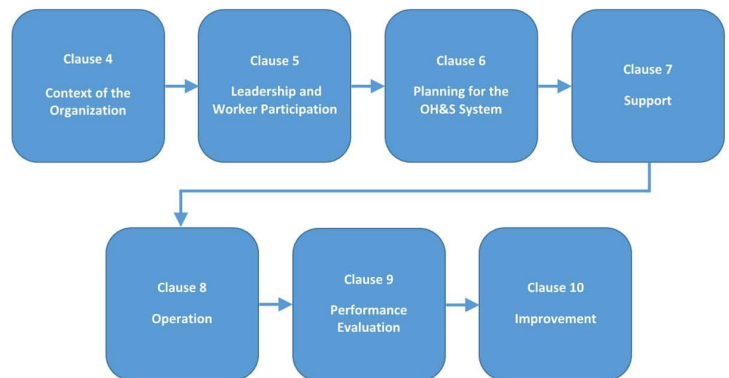 Clause 4
Context of the
Organization
Clause 5
Leadership and
Worker Participation
Clause 6
Planning for the
OH&S System
Clause 7
Support
Clause 8
Operation
Clause 9
Performance
Evaluation
Clause 10
Improvement